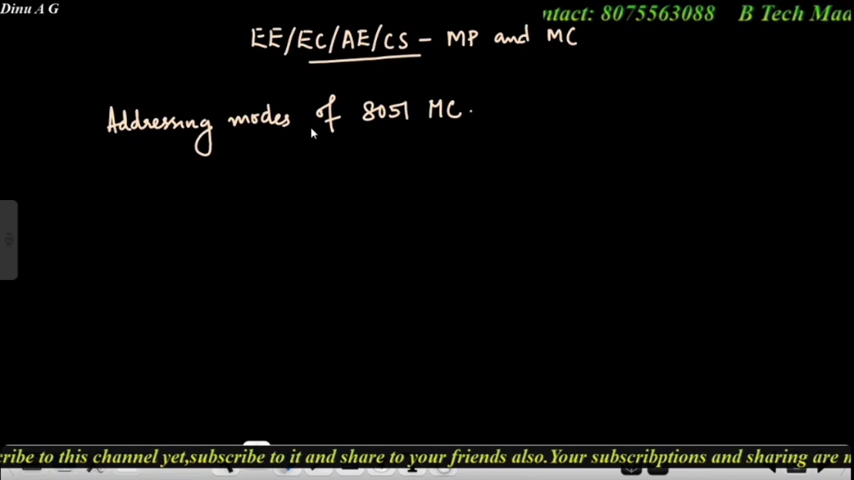 Dinu A G
ntact: 8075563088 B Tech Maa
EE/EC/AE/CS - MP and MC
Addressing modes of 8051 MC.
cribe to this channel yet,subscribe to it and share to your friends also.Your subscribptions and sharing are n